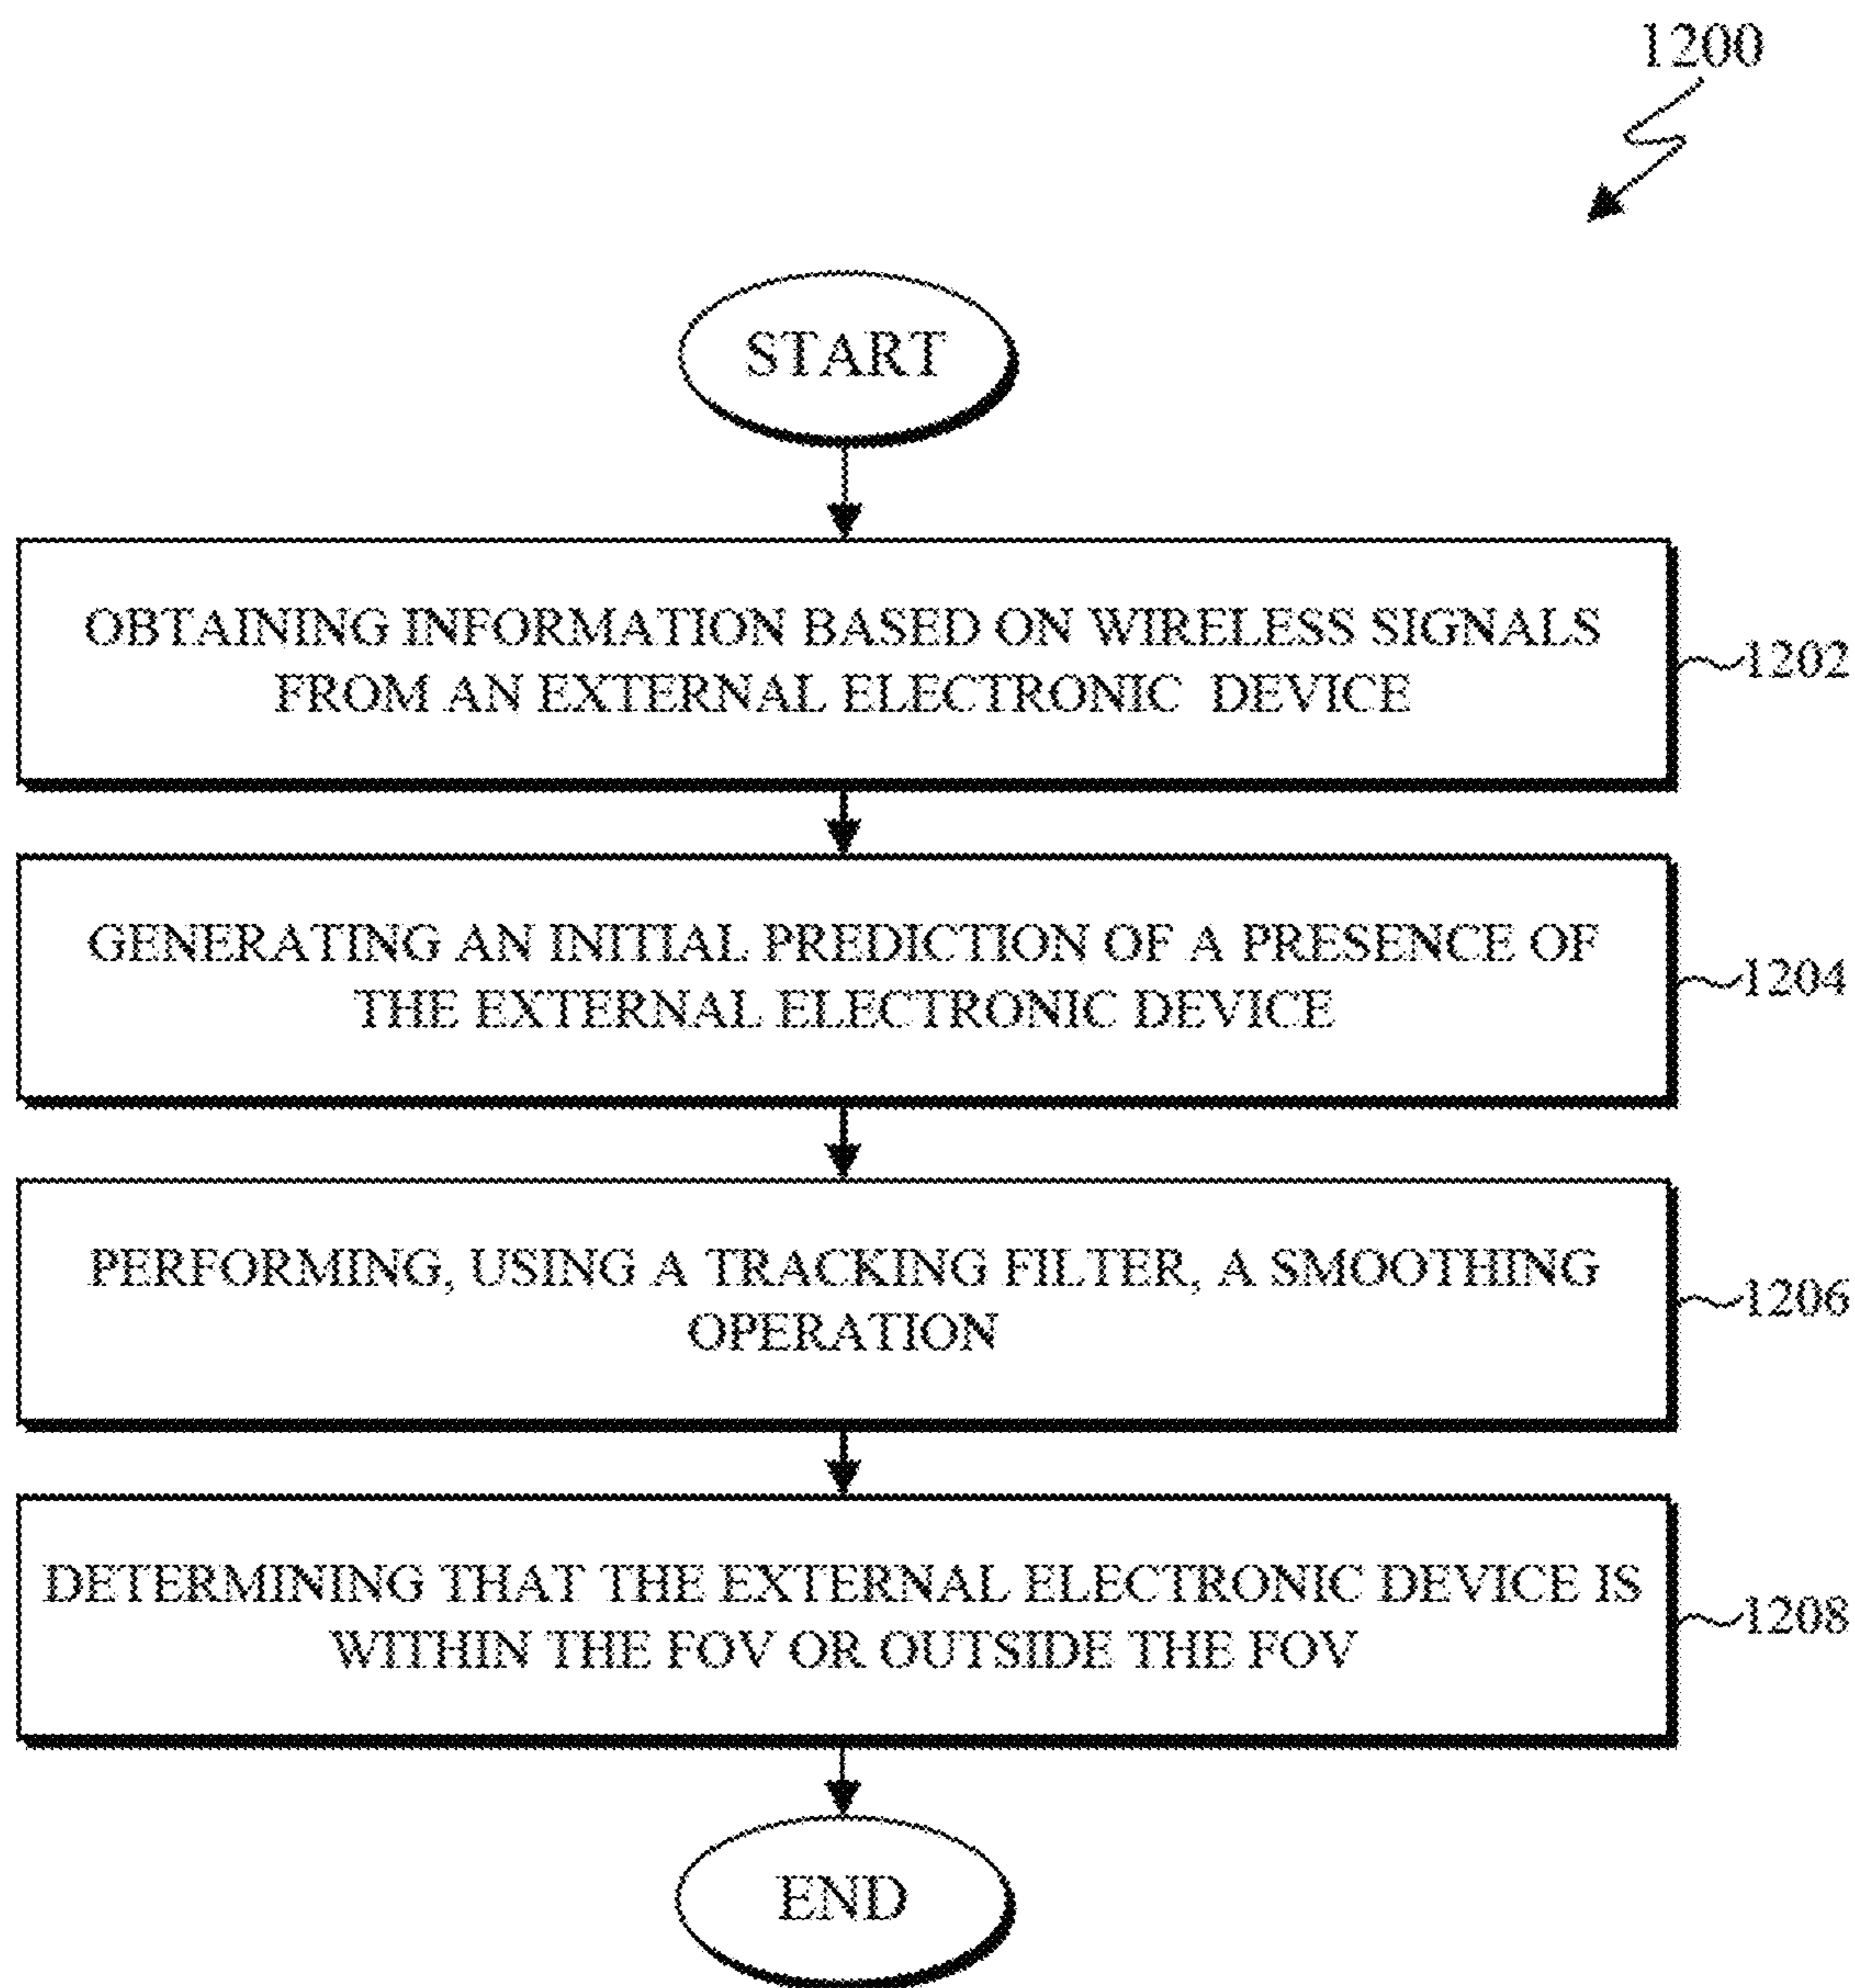 1200
START
OBTAINING INFORMATION BASED ON WIRELESS SIGNALS
FROM AN EXTERNAL ELECTRONIC DEVICE
1202
GENERATING AN INITIAL PREDICTION OF A PRESENCE OF
THE EXTERNAL ELECTRONIC DEVICE
1204
PERFORMING, USING A TRACKING FILTER, A SMOOTHING
OPERATION
1206
DETERMINING THAT THE EXTERNAL ELECTRONIC DEVICE IS
WITHIN THE FOV OR OUTSIDE THE FOV
1208
END